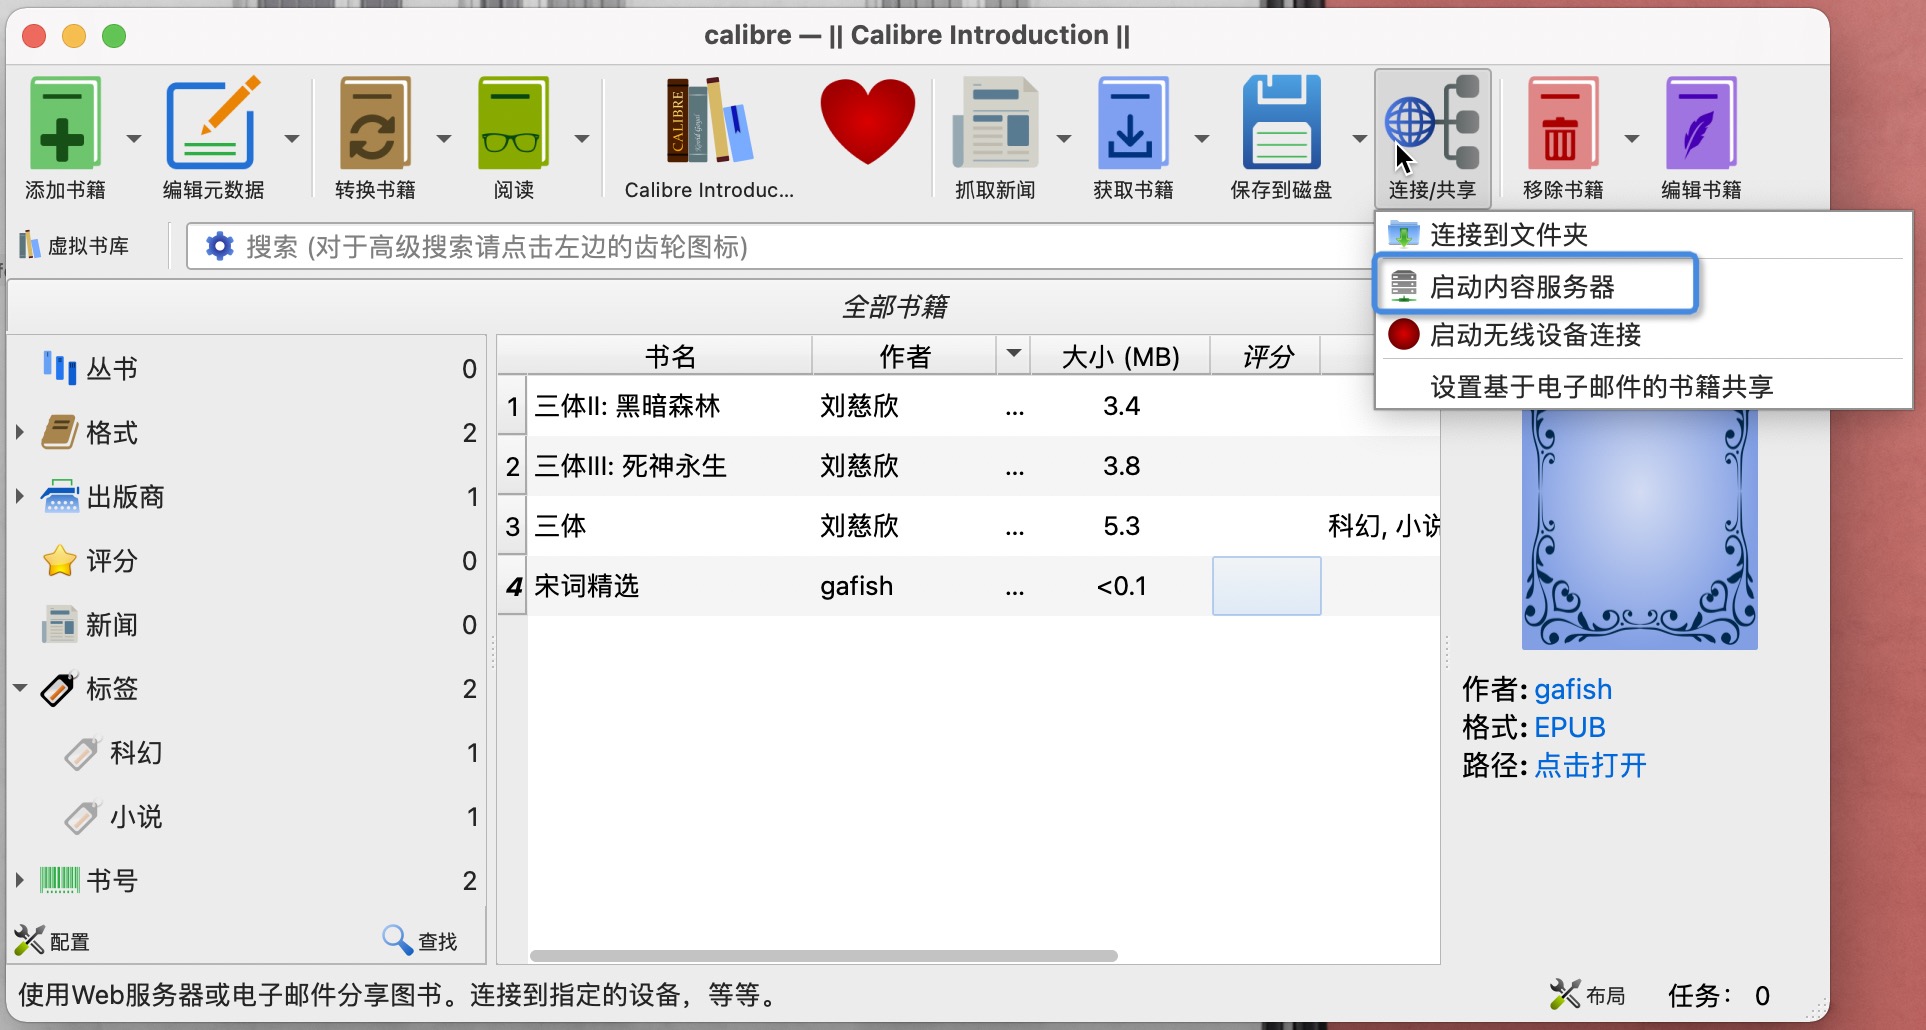 calibre — || Calibre Introduction ||
添加书籍
编辑元数据
转换书籍
阅读
CALIBRE
Calibre Introduc...
抓取新闻
获取书籍
保存到磁盘
连接/共享
移除书籍
编辑书籍
虚拟书库
搜索 (对于高级搜索请点击左边的齿轮图标)
连接到文件夹
启动内容服务器
启动无线设备连接
设置基于电子邮件的书籍共享
全部书籍
丛书 0
格式 2
出版商 1
评分 0
新闻 0
标签 2
科幻 1
小说 1
书号 2
配置
查找
书名 作者 大小 (MB) 评分
1 三体II: 黑暗森林 刘慈欣 ... 3.4
2 三体III: 死神永生 刘慈欣 ... 3.8
3 三体 刘慈欣 ... 5.3 科幻, 小说
4 宋词精选 gafish ... <0.1
作者: gafish
格式: EPUB
路径: 点击打开
使用Web服务器或电子邮件分享图书。连接到指定的设备，等等。
布局
任务： 0